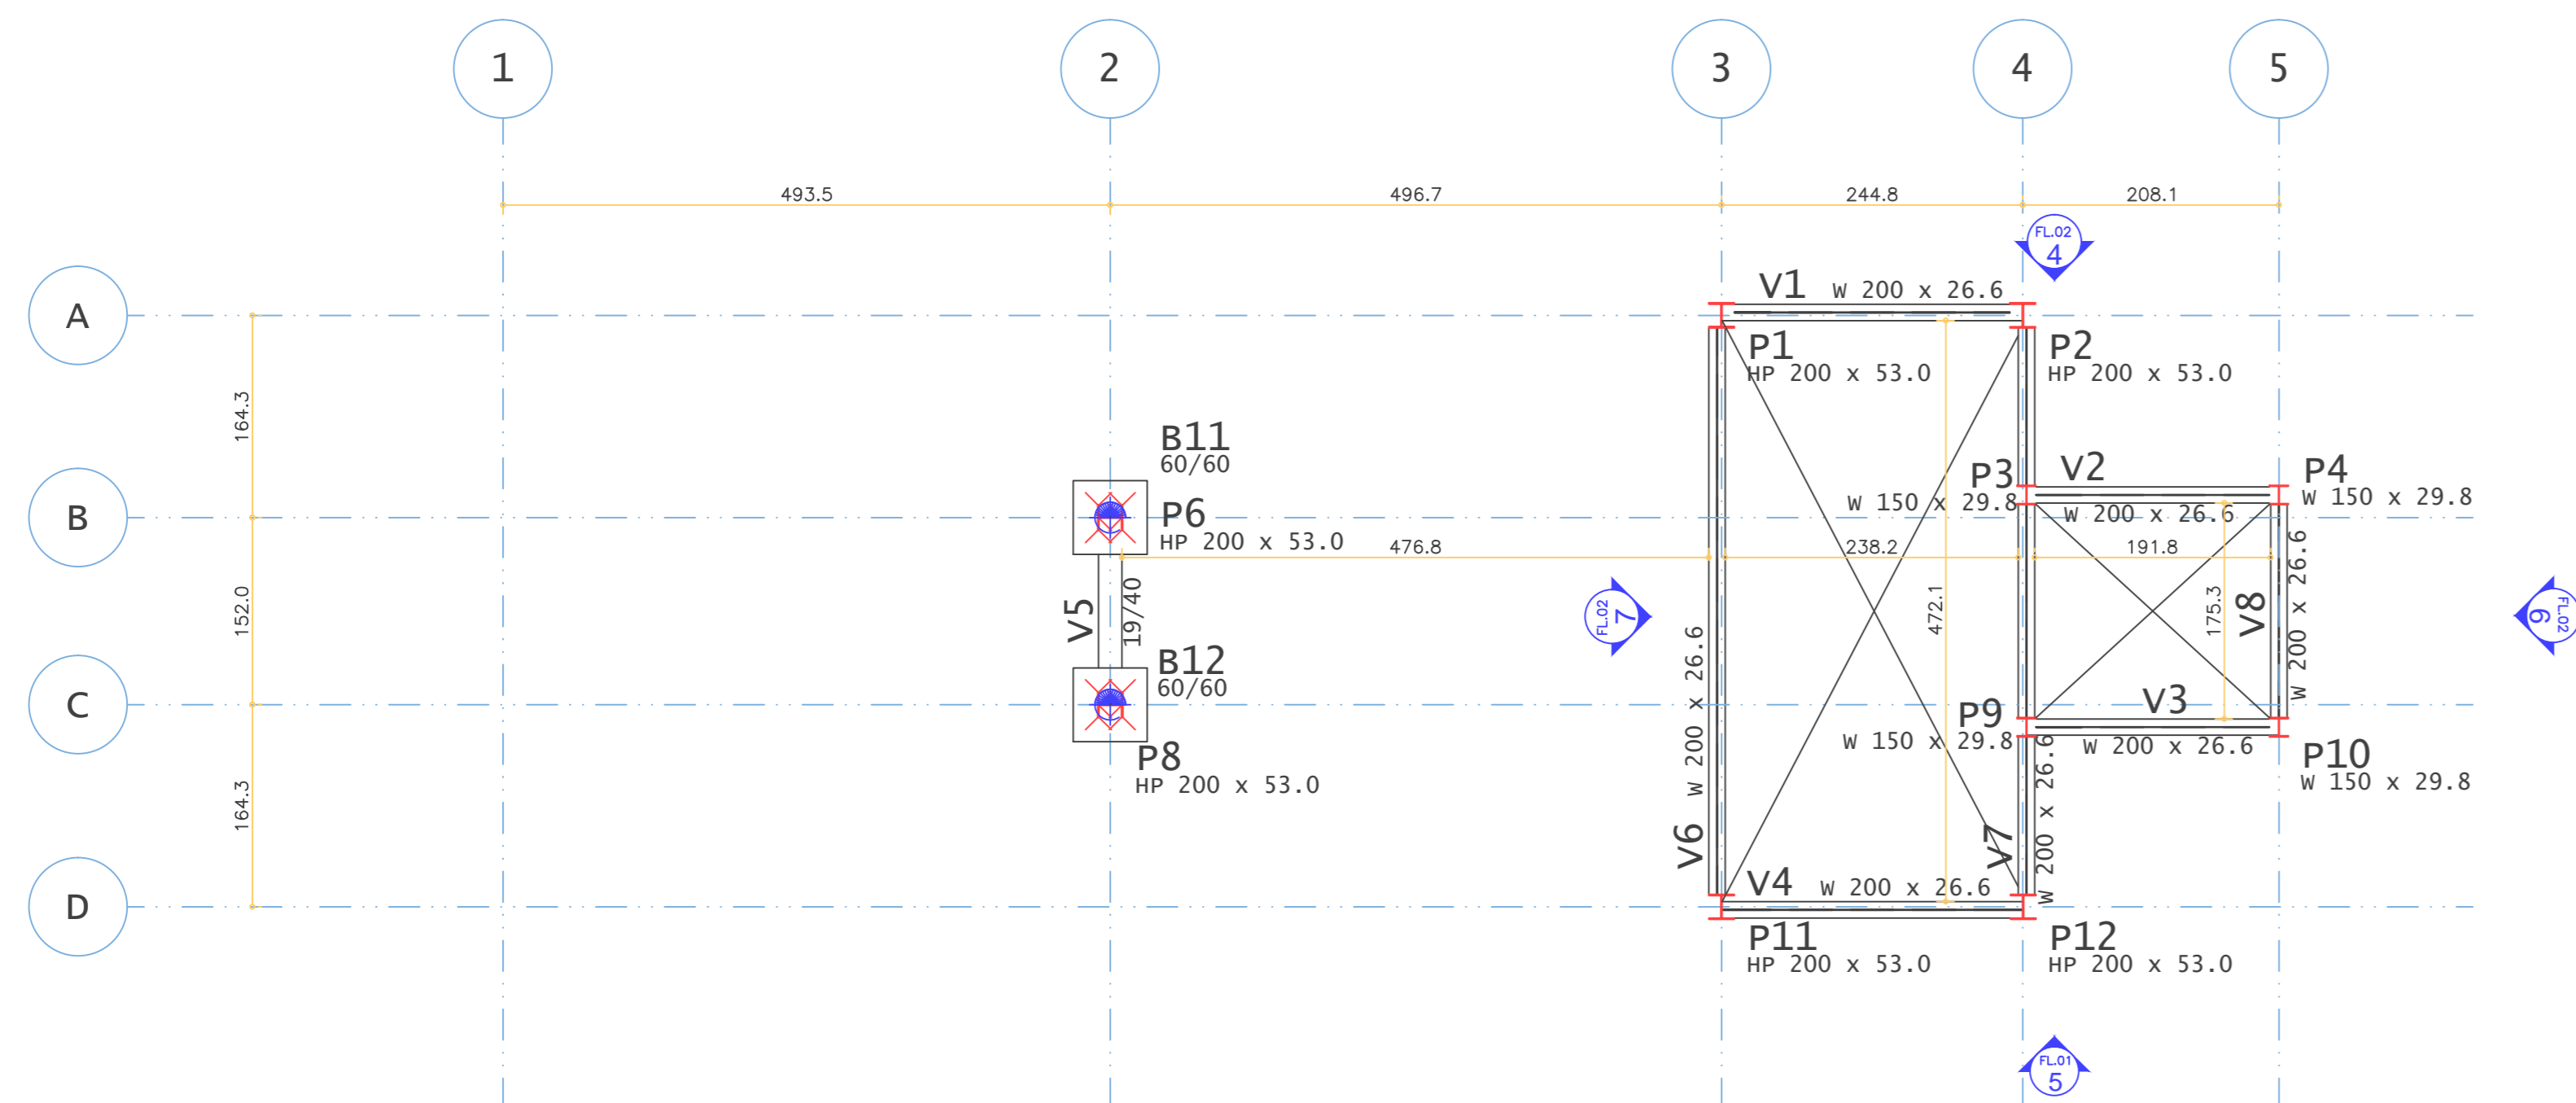 1
2
3
4
5
493.5
496.7
244.8
208.1
FL.02
4
A
V1 W 200 x 26.6
P1
HP 200 x 53.0
P2
HP 200 x 53.0
164.3
B11
60/60
P3
V2
P4
W 150 x 29.8
W 150 x 29.8
B
P6
HP 200 x 53.0
W 200 x 26.6
476.8
238.2
191.8
152.0
V5
19/40
FL.02
7
472.1
175.3
V8
W 200 x 26.6
FL.02
6
B12
60/60
W 200 x 26.6
C
P9
V3
W 150 x 29.8
W 200 x 26.6
P8
HP 200 x 53.0
P10
W 150 x 29.8
164.3
V6
V7
W 200 x 26.6
V4 W 200 x 26.6
D
P11
HP 200 x 53.0
P12
HP 200 x 53.0
FL.01
5